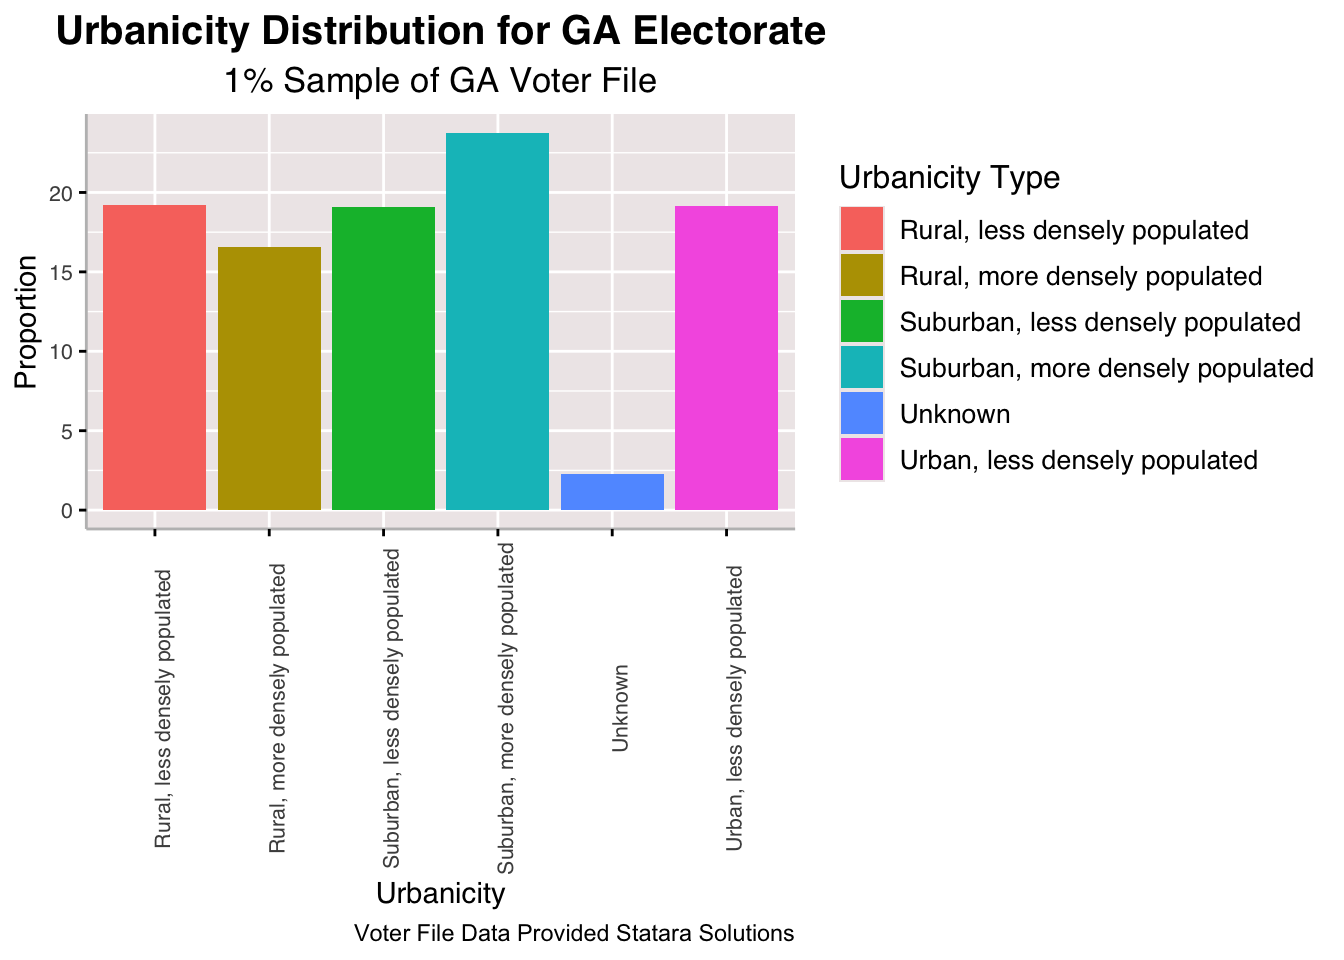 Urbanicity Distribution for GA Electorate
1% Sample of GA Voter File
Proportion
20
15
10
5
0
Rural, less densely populated
Rural, more densely populated
Suburban, less densely populated
Suburban, more densely populated
Unknown
Urban, less densely populated
Urbanicity
Voter File Data Provided Statara Solutions
Urbanicity Type
Rural, less densely populated
Rural, more densely populated
Suburban, less densely populated
Suburban, more densely populated
Unknown
Urban, less densely populated